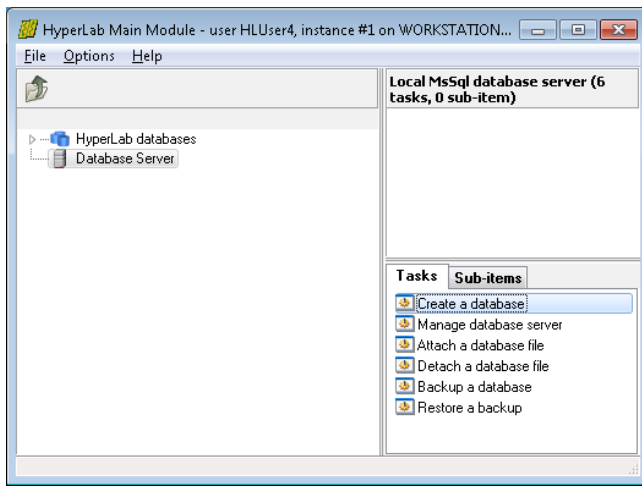 HyperLab Main Module - user HLUser4, instance #1 on WORKSTATION...
File Options Help
HyperLab databases
Database Server
Local MsSql database server (6
tasks, 0 sub-item)
Tasks Sub-items
Create a database
Manage database server
Attach a database file
Detach a database file
Backup a database
Restore a backup